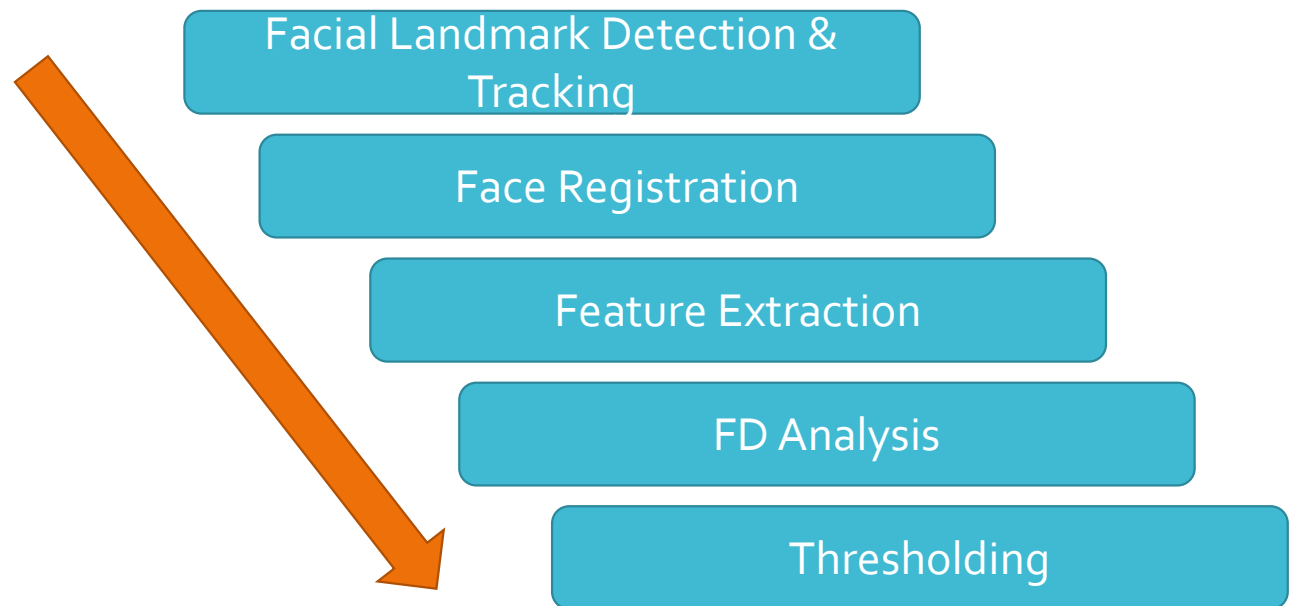 Facial Landmark Detection &
Tracking
Face Registration
Feature Extraction
FD Analysis
Thresholding